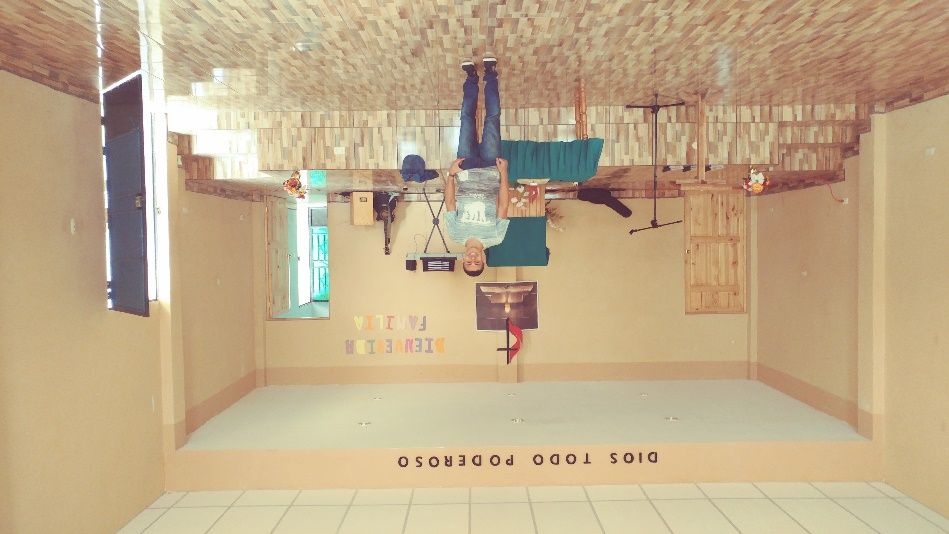 DIOS TODO PODEROSO
BIENVENIDA
FAMILIA